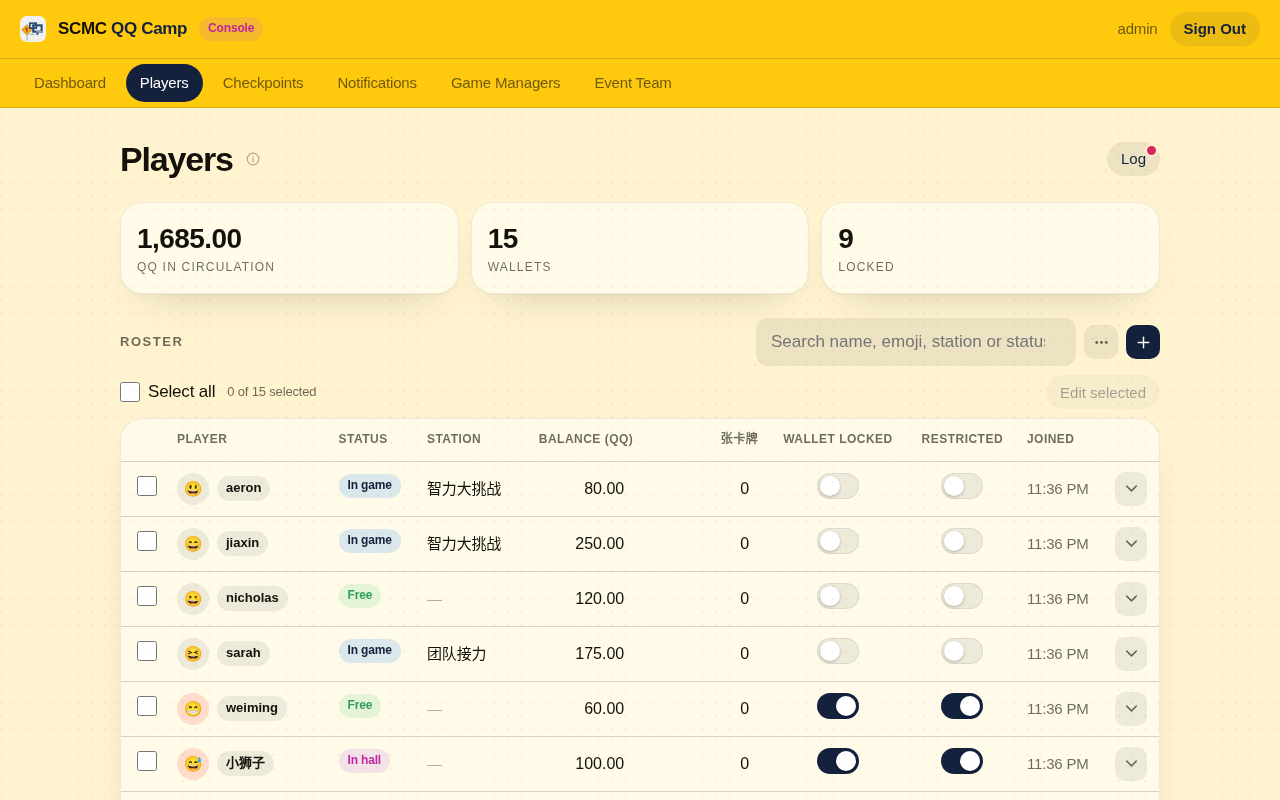 SCMC QQ Camp Console admin Sign Out
Dashboard Players Checkpoints Notifications Game Managers Event Team
Players Log
1,685.00 15 9
QQ IN CIRCULATION WALLETS LOCKED
ROSTER Search name, emoji, station or status
Select all 0 of 15 selected Edit selected
PLAYER STATUS STATION BALANCE (QQ) 张卡牌 WALLET LOCKED RESTRICTED JOINED
😃 aeron In game 智力大挑战 80.00 0 11:36 PM
😄 jiaxin In game 智力大挑战 250.00 0 11:36 PM
😀 nicholas Free — 120.00 0 11:36 PM
😆 sarah In game 团队接力 175.00 0 11:36 PM
😁 weiming Free — 60.00 0 11:36 PM
😅 小狮子 In hall — 100.00 0 11:36 PM